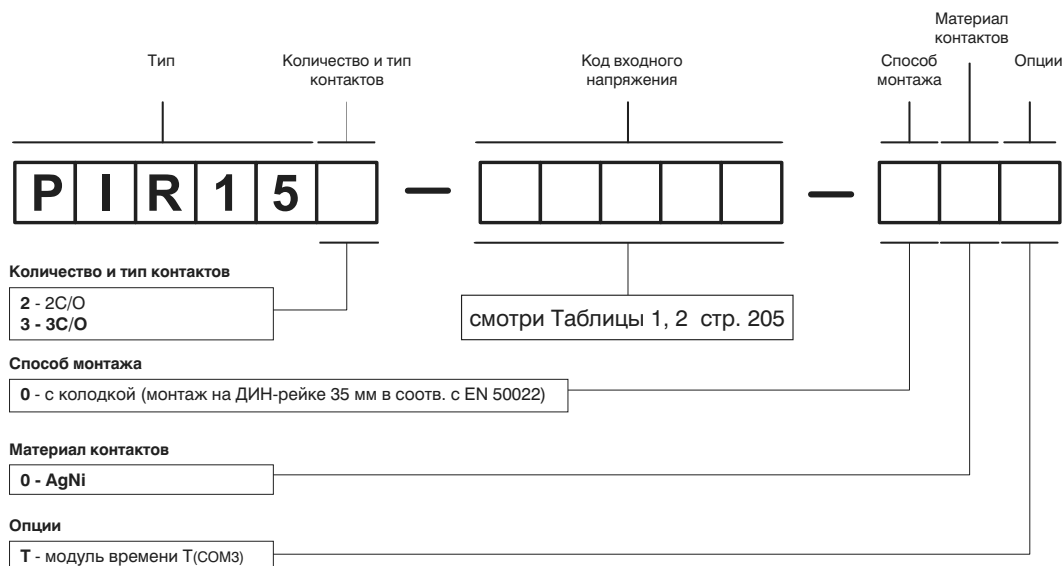 Материал
контактов
Тип
Количество и тип
контактов
Код входного
напряжения
Способ
монтажа
Опции
P I R 1 5 — —
Количество и тип контактов
2 - 2C/O
3 - 3C/O
смотри Таблицы 1, 2 стр. 205
Способ монтажа
0 - с колодкой (монтаж на ДИН-рейке 35 мм в соотв. с EN 50022)
Материал контактов
0 - AgNi
Опции
T - модуль времени T(COM3)